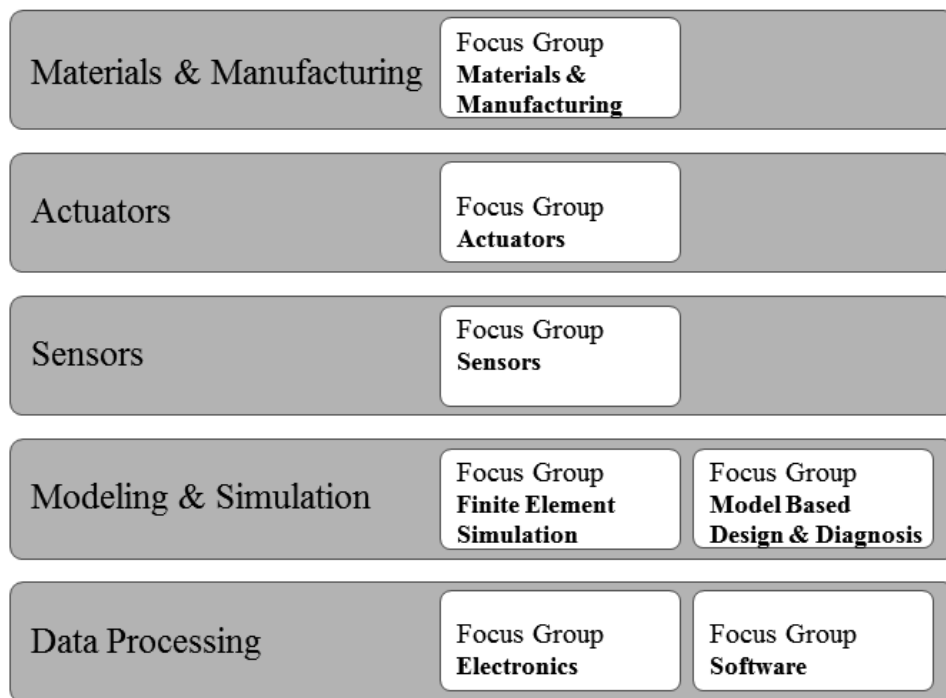 Materials & Manufacturing
Focus Group
Materials &
Manufacturing
Actuators
Focus Group
Actuators
Sensors
Focus Group
Sensors
Modeling & Simulation
Focus Group
Finite Element
Simulation
Focus Group
Model Based
Design & Diagnosis
Data Processing
Focus Group
Electronics
Focus Group
Software